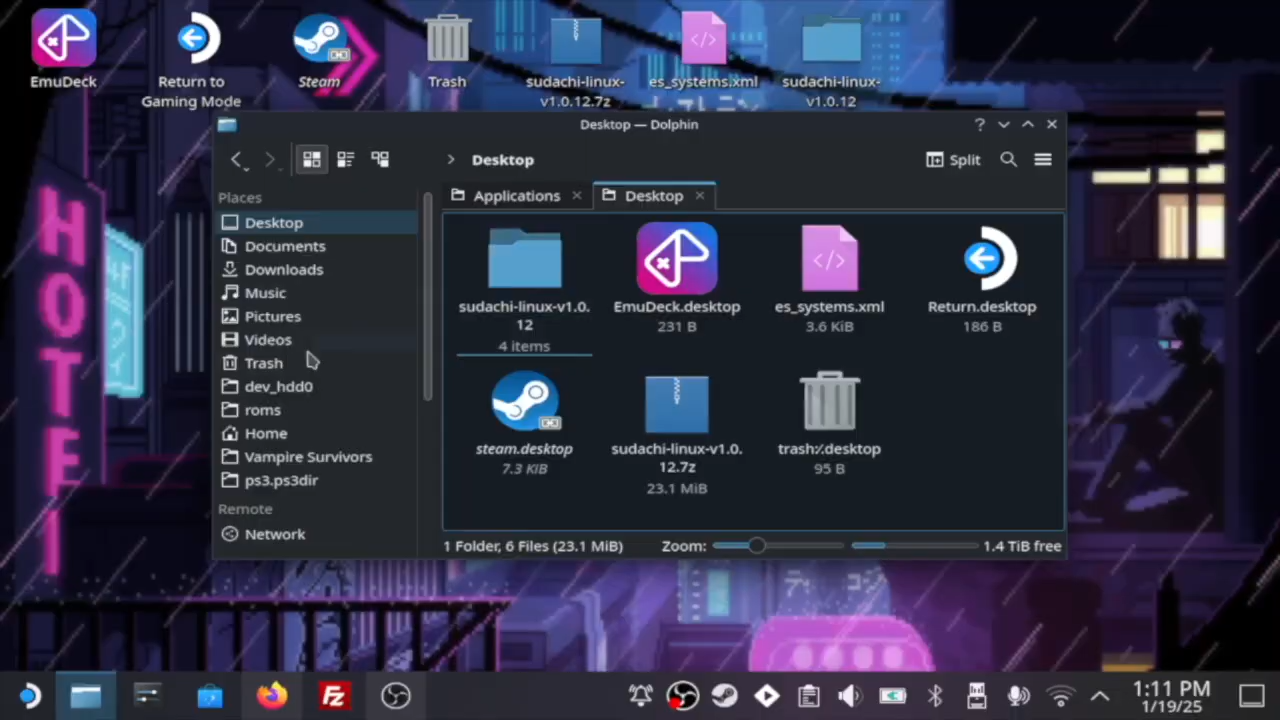 EmuDeck
Return to
Gaming Mode
Steam
Trash
sudachi-linux-
v1.0.12.7z
es_systems.xml
sudachi-linux-
v1.0.12
Desktop — Dolphin
Desktop
Split
Places
Applications
Desktop
Desktop
Documents
Downloads
Music
Pictures
Videos
Trash
dev_hdd0
roms
Home
Vampire Survivors
ps3.ps3dir
Remote
Network
sudachi-linux-v1.0.
12
4 items
EmuDeck.desktop
231 B
es_systems.xml
3.6 KiB
Return.desktop
186 B
steam.desktop
7.3 KiB
sudachi-linux-v1.0.
12.7z
23.1 MiB
trash:⁄.desktop
95 B
1 Folder, 6 Files (23.1 MiB)
Zoom:
1.4 TiB free
HOTEL
1:11 PM
1/19/25